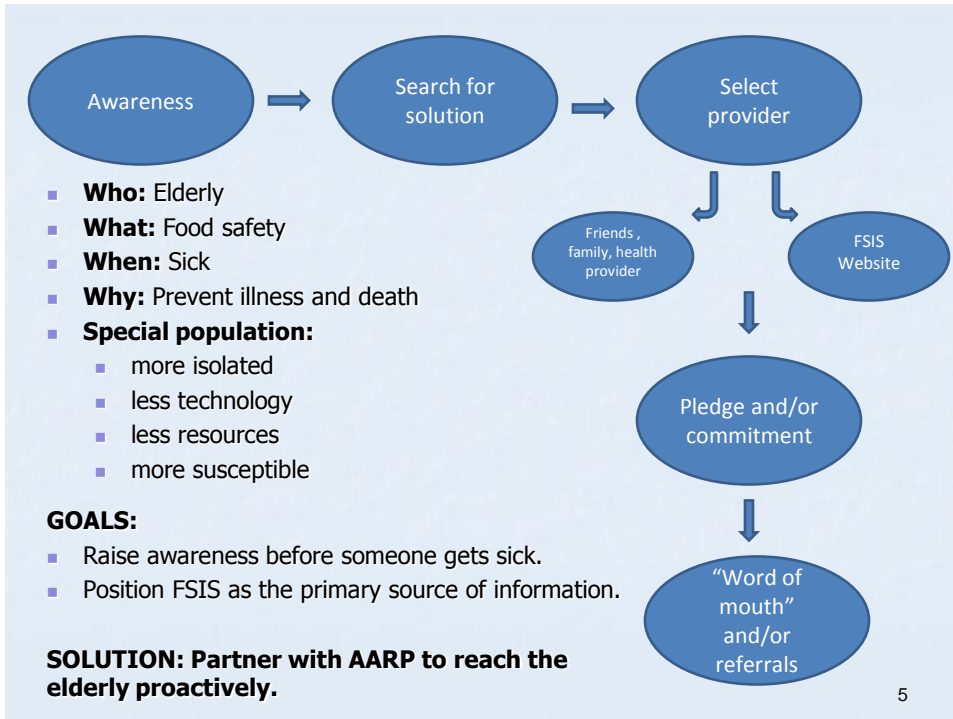 Awareness
Search for
solution
Select
provider
Who: Elderly
What: Food safety
When: Sick
Why: Prevent illness and death
Special population:
more isolated
less technology
less resources
more susceptible
Friends ,
family, health
provider
FSIS
Website
Pledge and/or
commitment
“Word of
mouth”
and/or
referrals
GOALS:
Raise awareness before someone gets sick.
Position FSIS as the primary source of information.
SOLUTION: Partner with AARP to reach the
elderly proactively.
5